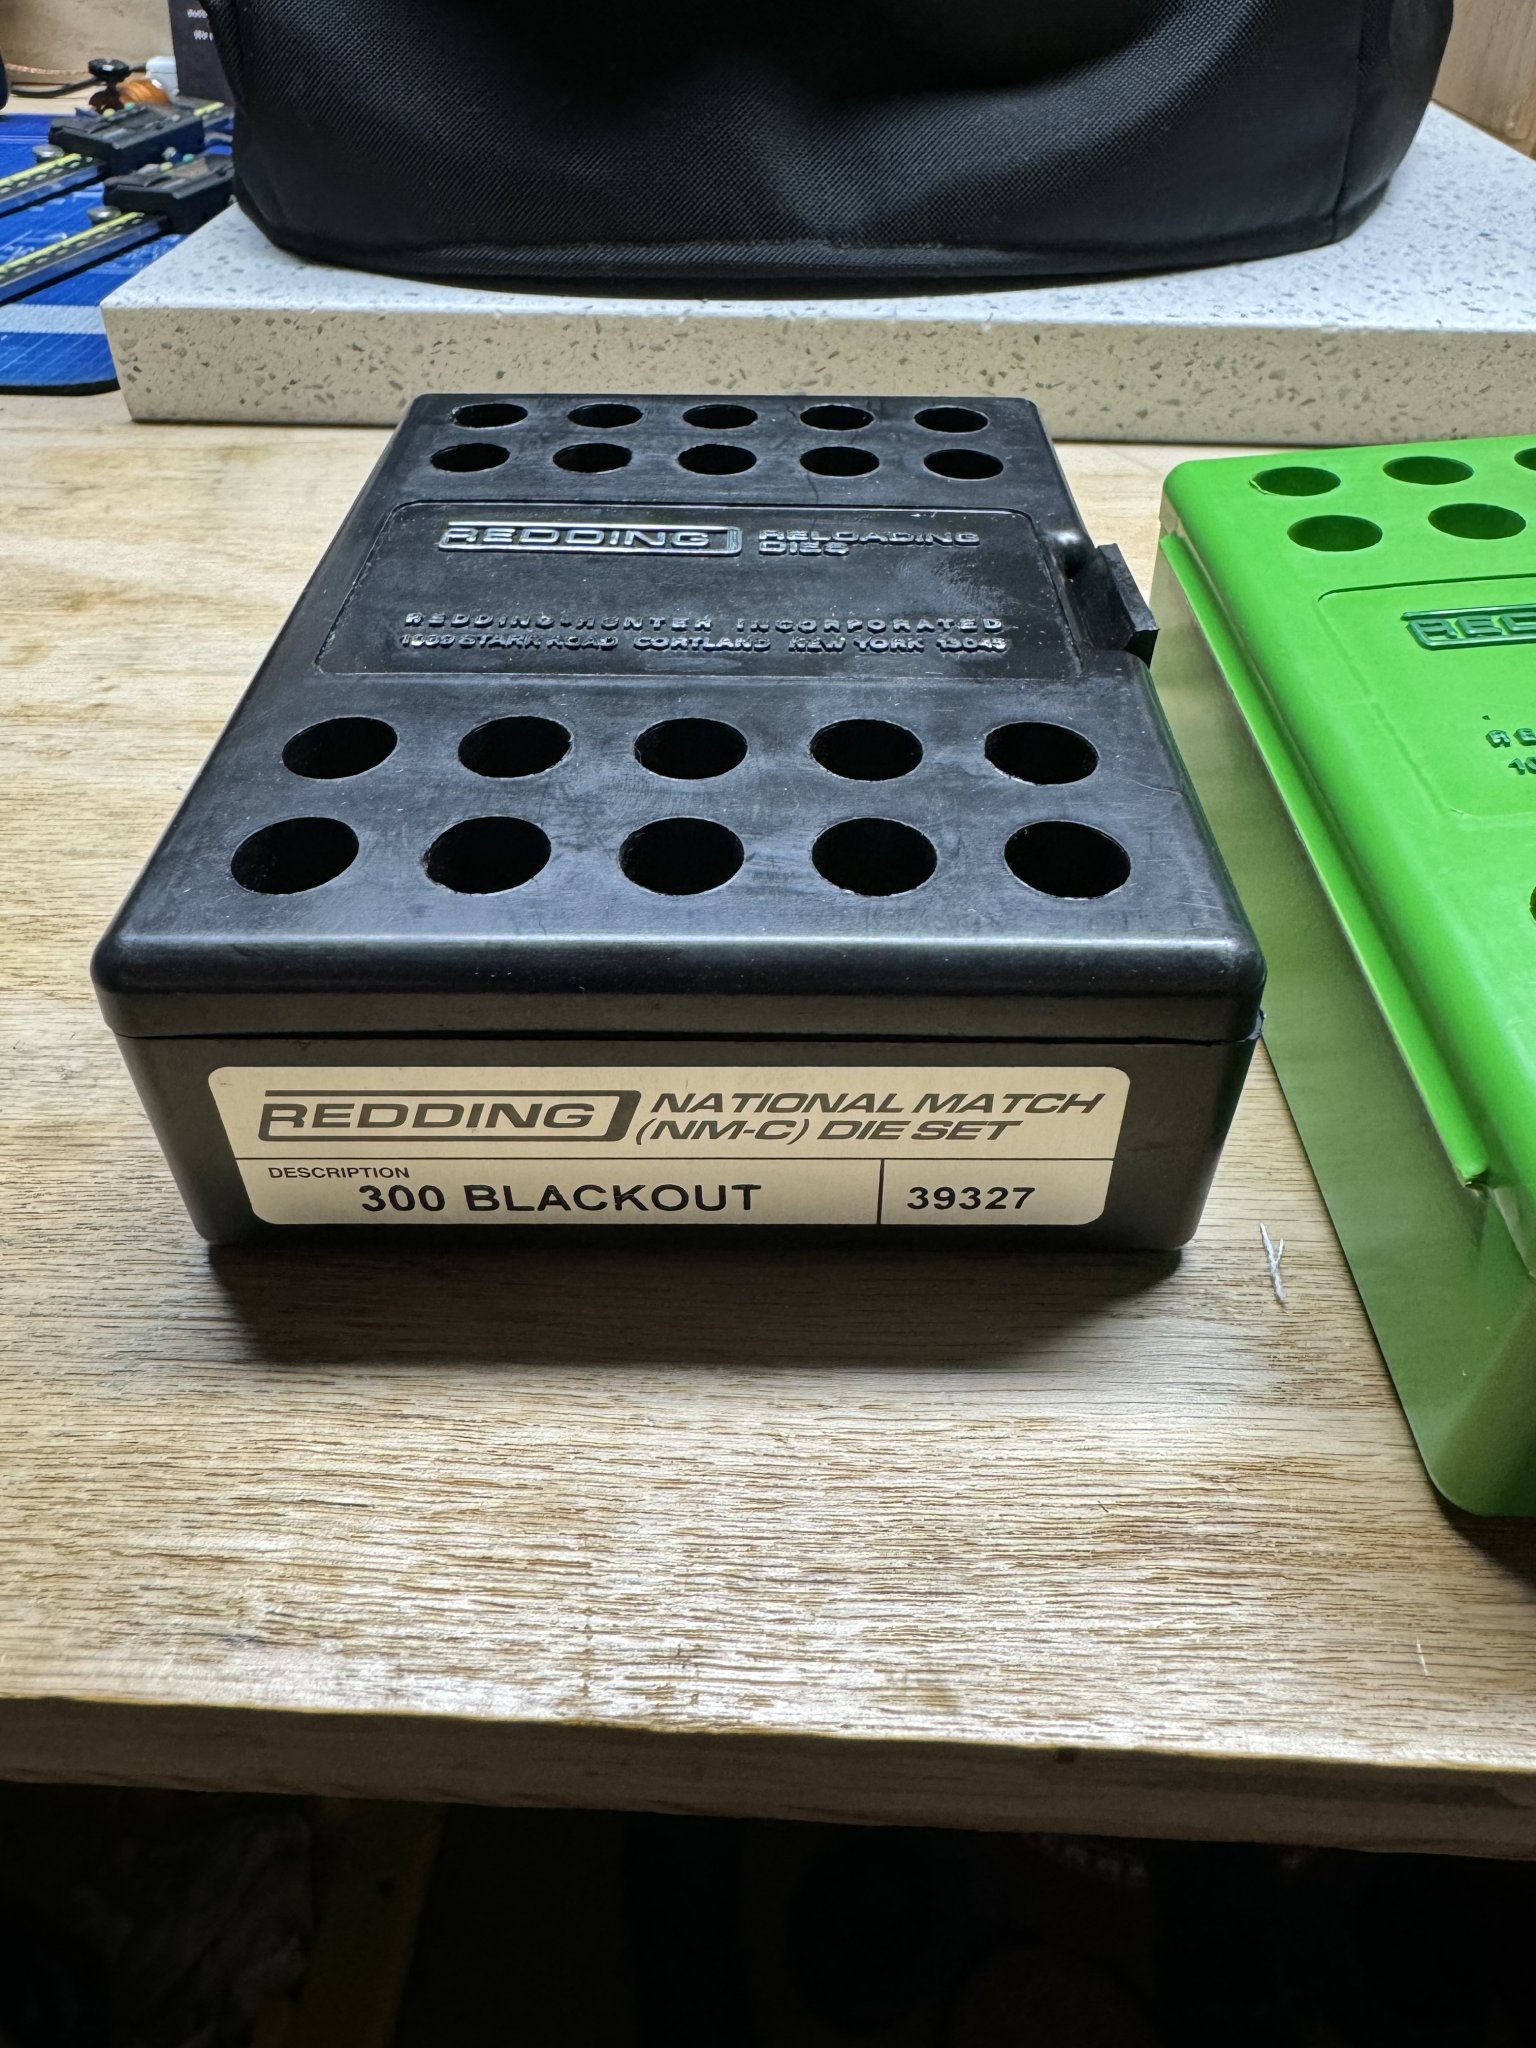 REDDING RELOADING
DIES
REDDING-HUNTER INCORPORATED
1089 STARR ROAD CORTLAND NEW YORK 13045
REDDING NATIONAL MATCH
(NM-C) DIE SET
DESCRIPTION
300 BLACKOUT 39327